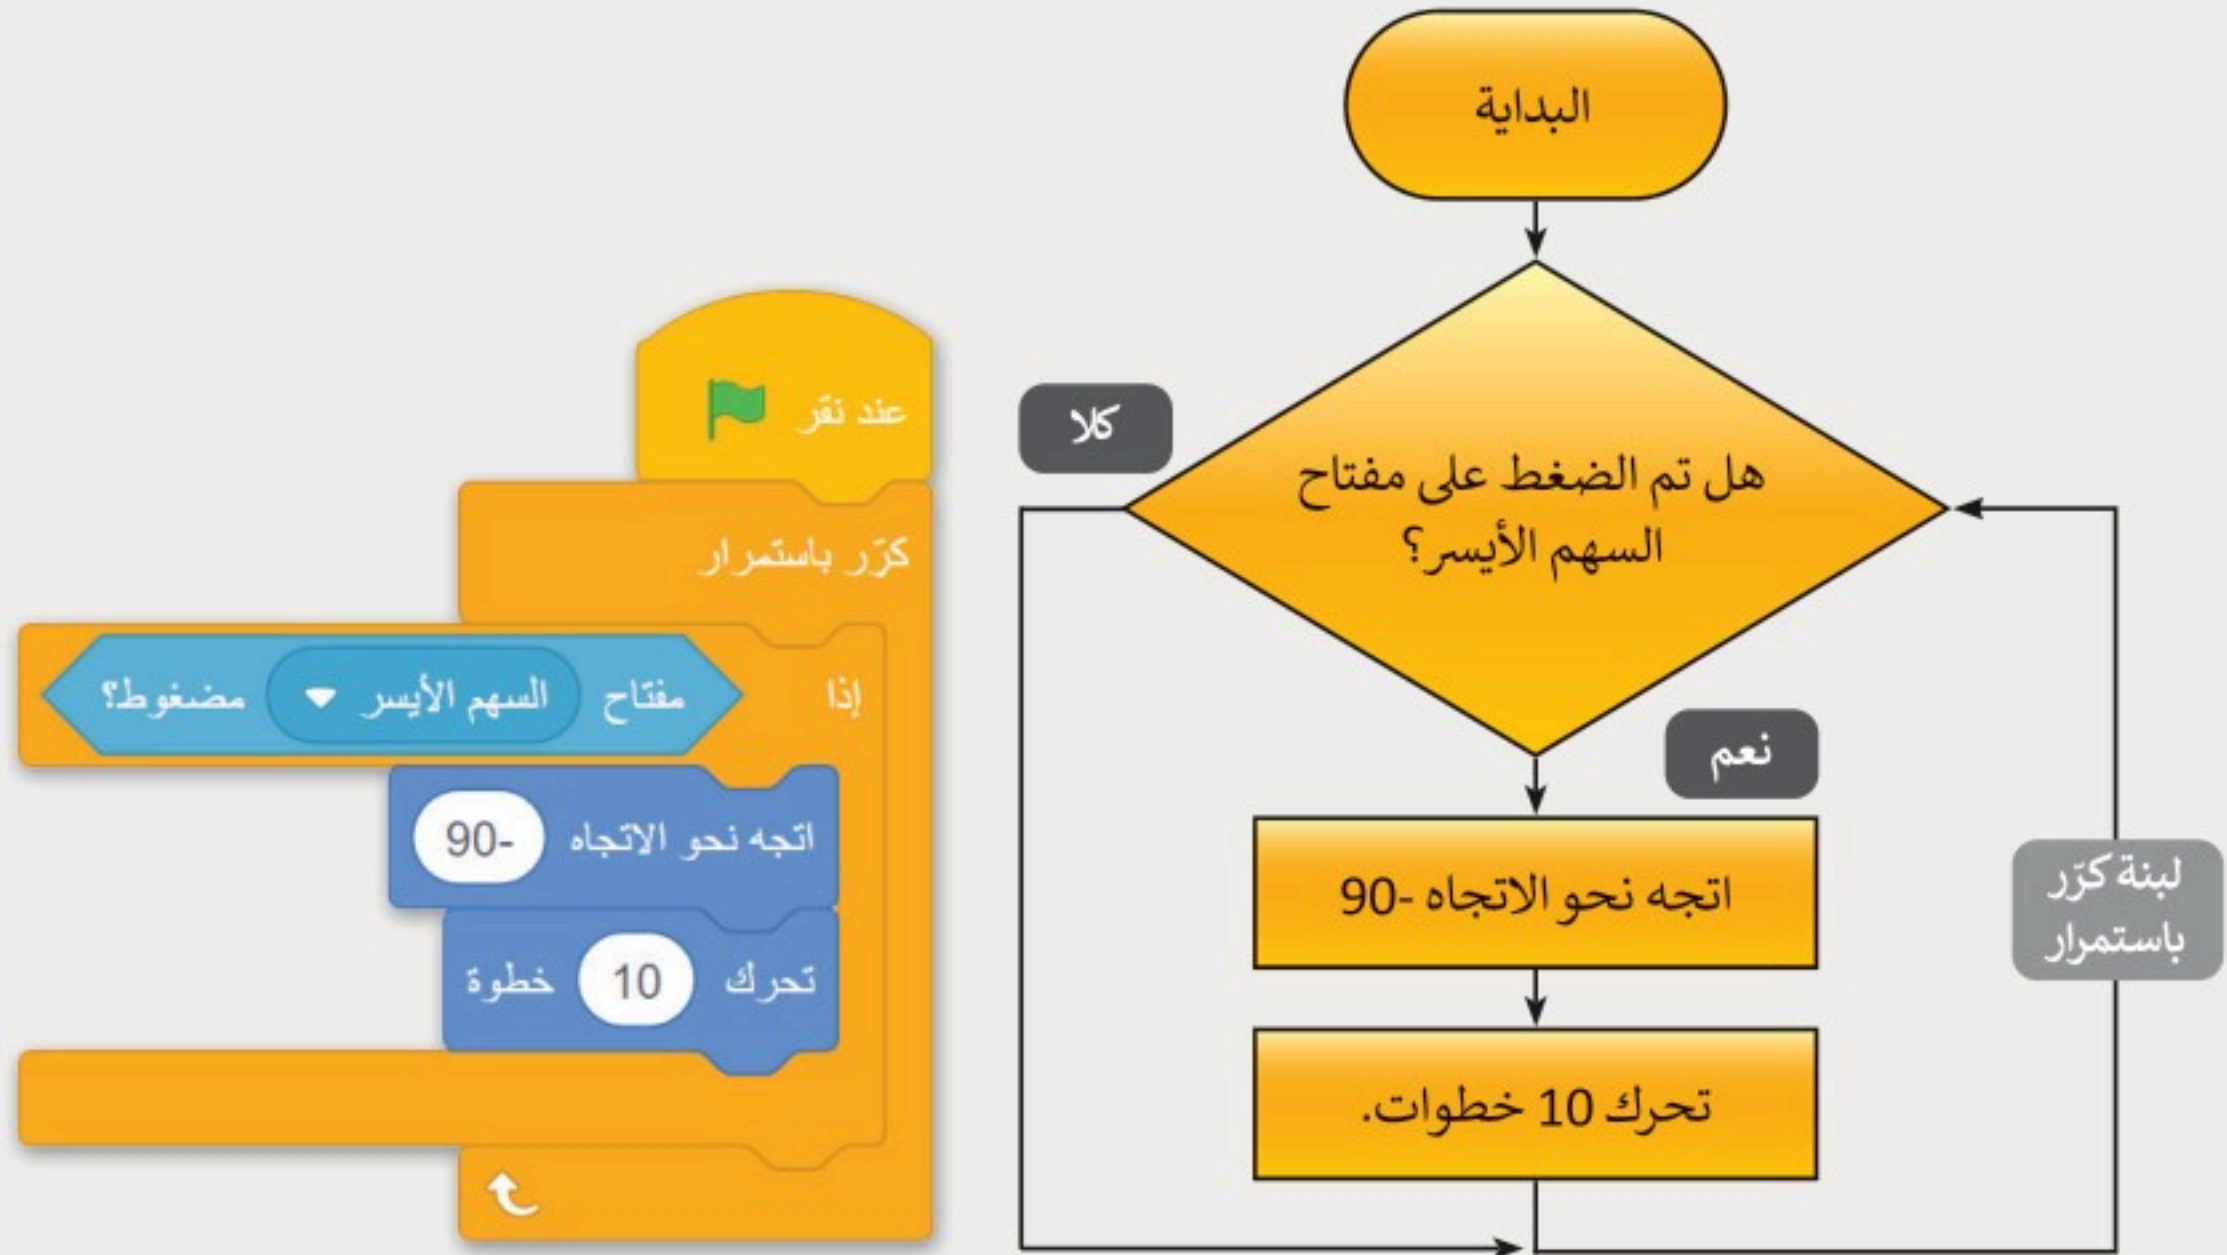 البداية
هل تم الضغط على مفتاح
السهم الأيسر؟
كلا
نعم
اتجه نحو الاتجاه -90
تحرك 10 خطوات.
لبنة كرّر
باستمرار
عند نقر
كرّر باستمرار
إذا مفتاح السهم الأيسر مضغوط؟
اتجه نحو الاتجاه -90
تحرك 10 خطوة